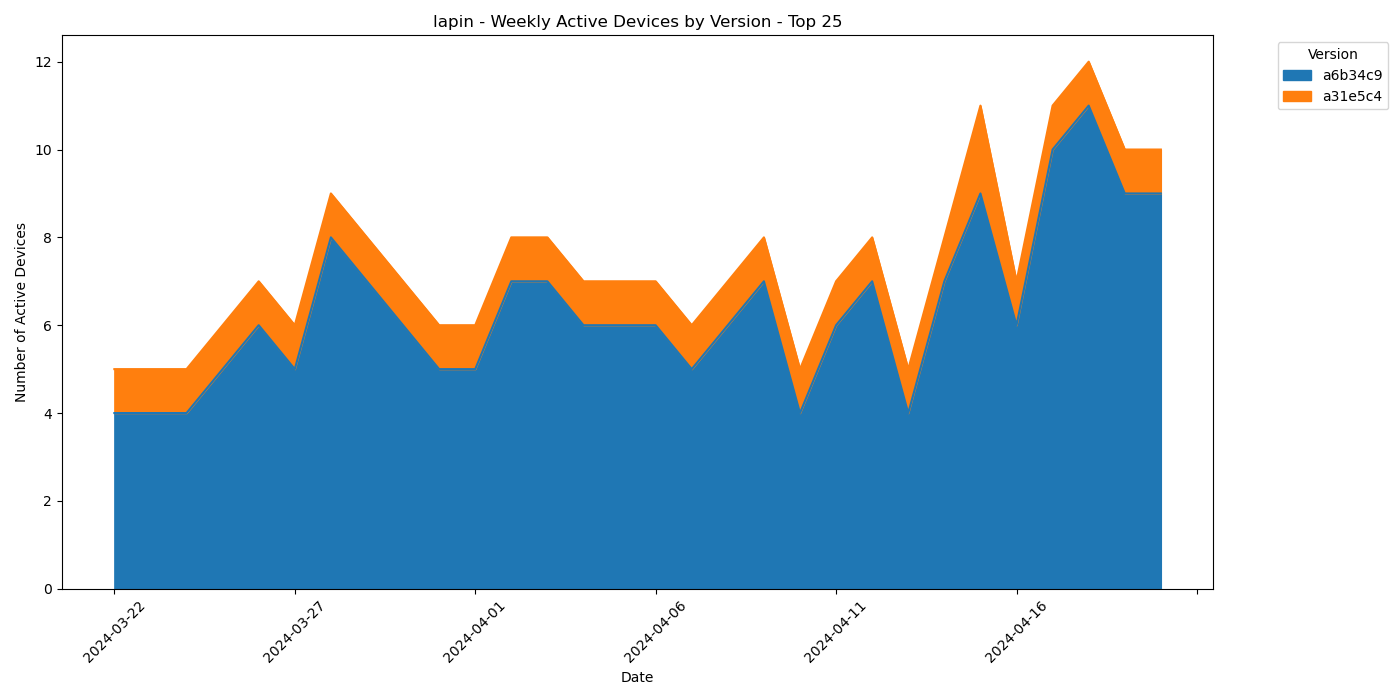 lapin - Weekly Active Devices by Version - Top 25
Version
a6b34c9
a31e5c4
Number of Active Devices
12
10
8
6
4
2
0
2024-03-22
2024-03-27
2024-04-01
2024-04-06
2024-04-11
2024-04-16
Date